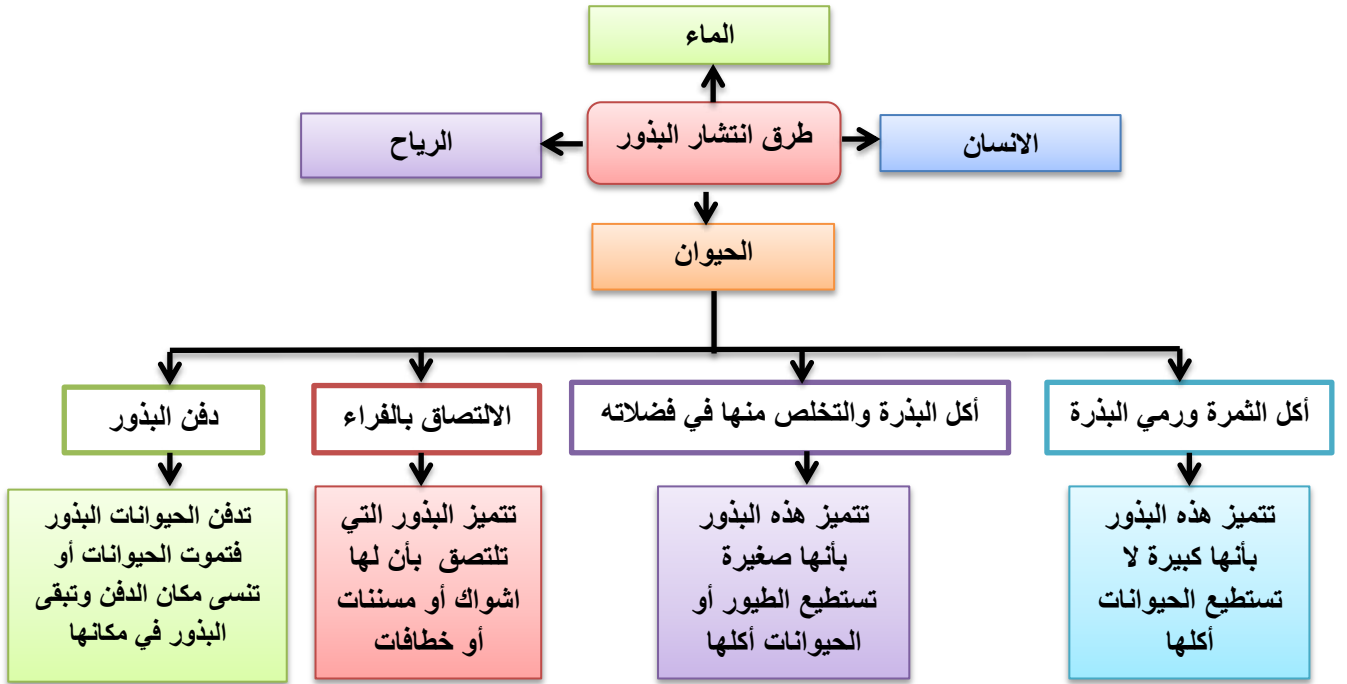 الماء
طرق انتشار البذور
الانسان
الرياح
الحيوان
أكل الثمرة ورمي البذرة
أكل البذرة والتخلص منها في فضلاته
الالتصاق بالفراء
دفن البذور
تتميز هذه البذور
بأنها كبيرة لا
تستطيع الحيوانات
أكلها
تتميز هذه البذور
بأنها صغيرة
تستطيع الطيور أو
الحيوانات أكلها
تتميز البذور التي
تلتصق بأن لها
اشواك أو مسننات
أو خطافات
تدفن الحيوانات البذور
فتموت الحيوانات أو
تنسى مكان الدفن وتبقى
البذور في مكانها